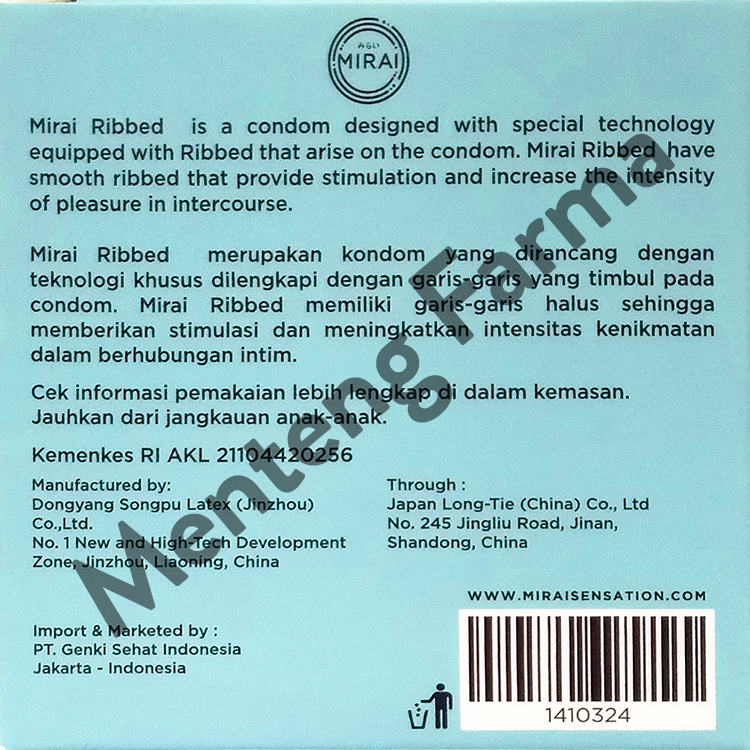 みらい
MIRAI
Mirai Ribbed is a condom designed with special technology
equipped with Ribbed that arise on the condom. Mirai Ribbed have
smooth ribbed that provide stimulation and increase the intensity
of pleasure in intercourse.
Mirai Ribbed merupakan kondom yang dirancang dengan
teknologi khusus dilengkapi dengan garis-garis yang timbul pada
condom. Mirai Ribbed memiliki garis-garis halus sehingga
memberikan stimulasi dan meningkatkan intensitas kenikmatan
dalam berhubungan intim.
Cek informasi pemakaian lebih lengkap di dalam kemasan.
Jauhkan dari jangkauan anak-anak.
Kemenkes RI AKL 21104420256
Manufactured by:
Dongyang Songpu Latex (Jinzhou)
Co.,Ltd.
No. 1 New and High-Tech Development
Zone, Jinzhou, Liaoning, China
Through :
Japan Long-Tie (China) Co., Ltd
No. 245 Jingliu Road, Jinan,
Shandong, China
Import & Marketed by :
PT. Genki Sehat Indonesia
Jakarta - Indonesia
WWW.MIRAISENSATION.COM
1410324
Menteng Farma